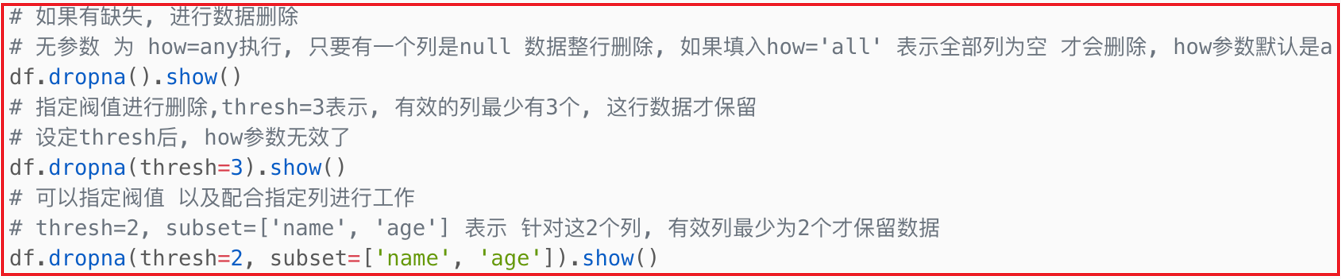 # 如果有缺失, 进行数据删除
# 无参数 为 how=any执行, 只要有一个列是null 数据整行删除, 如果填入how='all' 表示全部列为空 才会删除, how参数默认是a
df.dropna().show()
# 指定阀值进行删除,thresh=3表示, 有效的列最少有3个, 这行数据才保留
# 设定thresh后, how参数无效了
df.dropna(thresh=3).show()
# 可以指定阀值 以及配合指定列进行工作
# thresh=2, subset=['name', 'age'] 表示 针对这2个列, 有效列最少为2个才保留数据
df.dropna(thresh=2, subset=['name', 'age']).show()